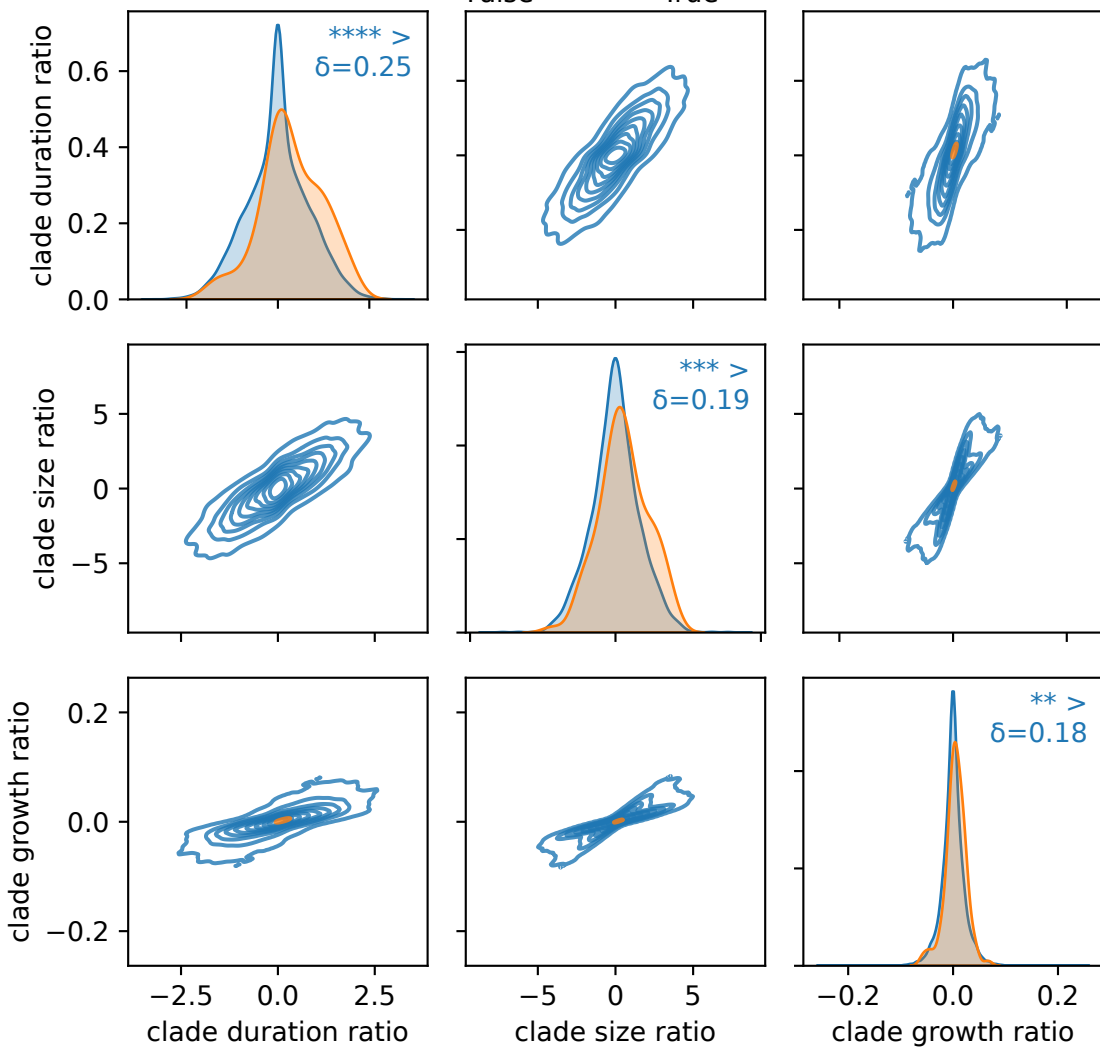 clade duration ratio
0.6
0.4
0.2
0.0
**** >
δ=0.25
clade size ratio
5
0
−5
*** >
δ=0.19
clade growth ratio
0.2
0.0
−0.2
** >
δ=0.18
−2.5 0.0 2.5
−5 0 5
−0.2 0.0 0.2
clade duration ratio
clade size ratio
clade growth ratio